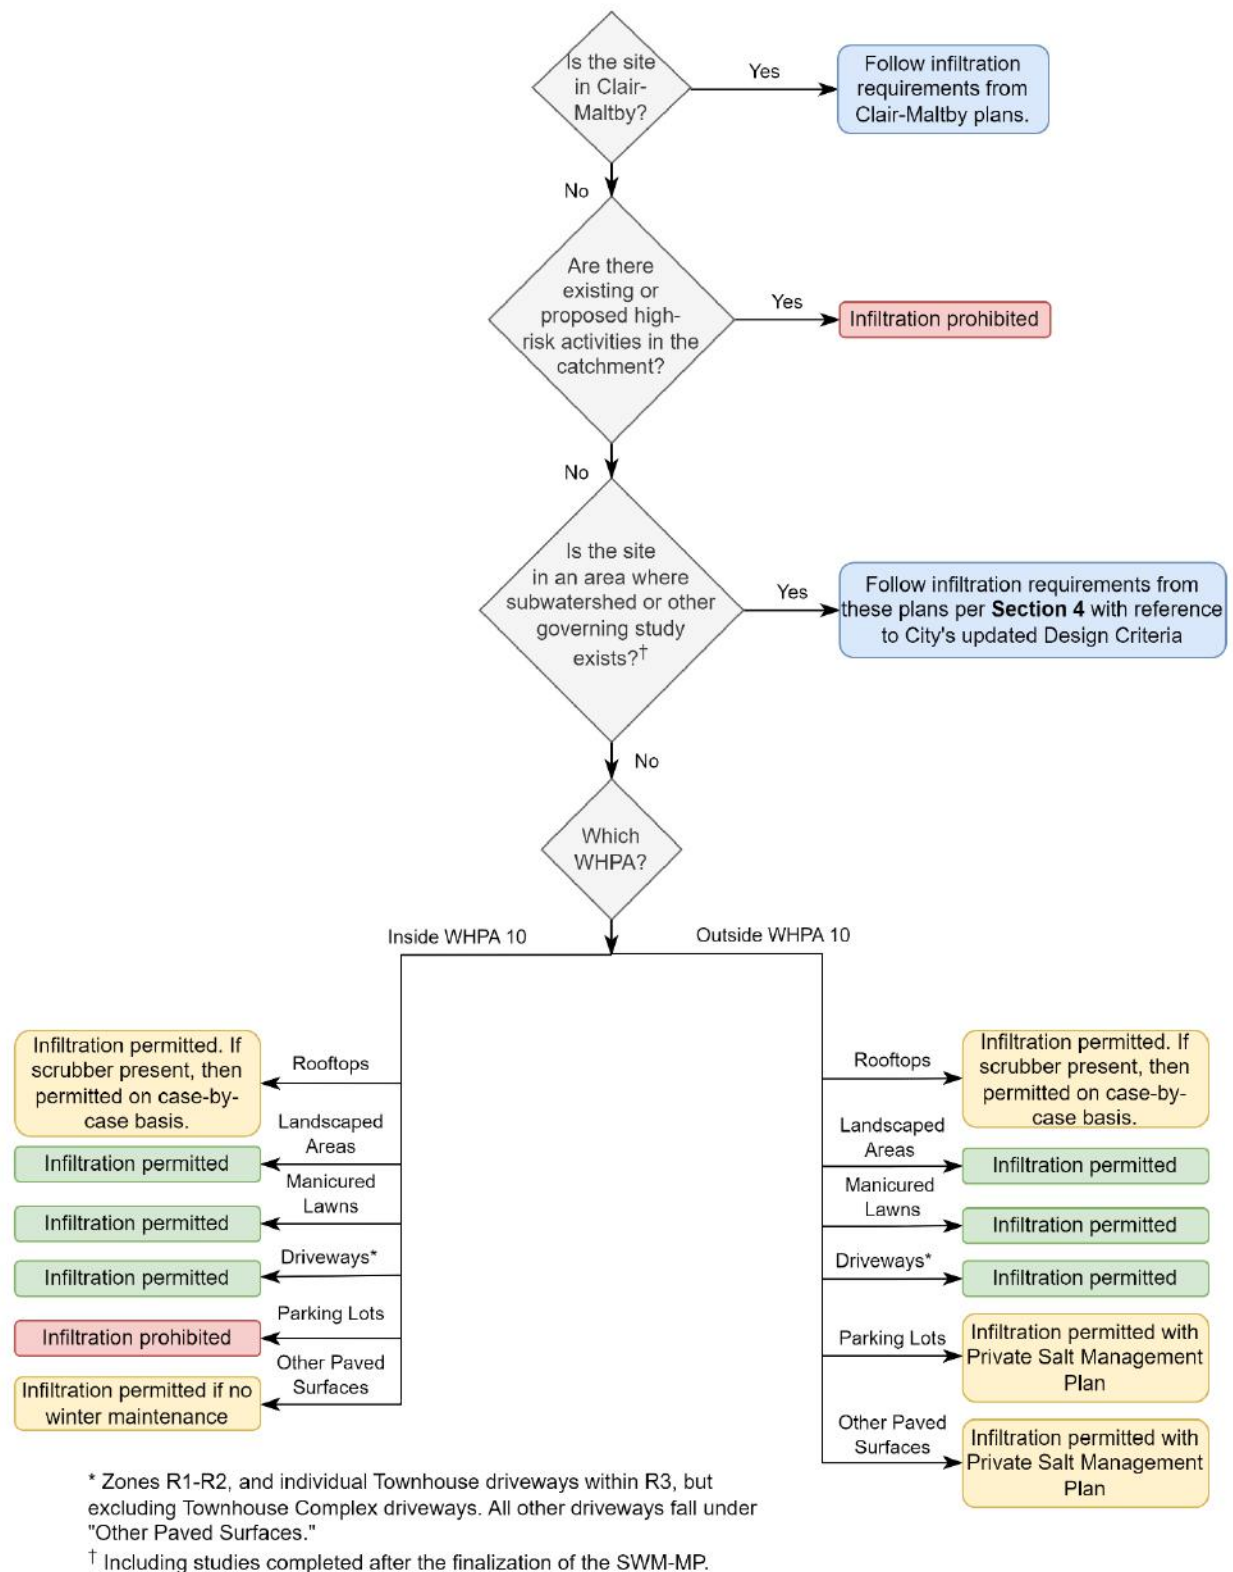 Is the site
in Clair-
Maltby?
Yes
Follow infiltration
requirements from
Clair-Maltby plans.
No
Are there
existing or
proposed high-
risk activities in the
catchment?
Yes
Infiltration prohibited
No
Is the site
in an area where
subwatershed or other
governing study
exists?†
Yes
Follow infiltration requirements from
these plans per Section 4 with reference
to City's updated Design Criteria
No
Which
WHPA?
Inside WHPA 10
Outside WHPA 10
Infiltration permitted. If
scrubber present, then
permitted on case-by-
case basis.
Rooftops
Landscaped
Areas
Infiltration permitted
Manicured
Lawns
Infiltration permitted
Driveways*
Infiltration permitted
Parking Lots
Infiltration prohibited
Other Paved
Surfaces
Infiltration permitted if no
winter maintenance
Rooftops
Infiltration permitted. If
scrubber present, then
permitted on case-by-
case basis.
Landscaped
Areas
Infiltration permitted
Manicured
Lawns
Infiltration permitted
Driveways*
Infiltration permitted
Parking Lots
Infiltration permitted with
Private Salt Management
Plan
Other Paved
Surfaces
Infiltration permitted with
Private Salt Management
Plan
* Zones R1-R2, and individual Townhouse driveways within R3, but
excluding Townhouse Complex driveways. All other driveways fall under
"Other Paved Surfaces."
† Including studies completed after the finalization of the SWM-MP.